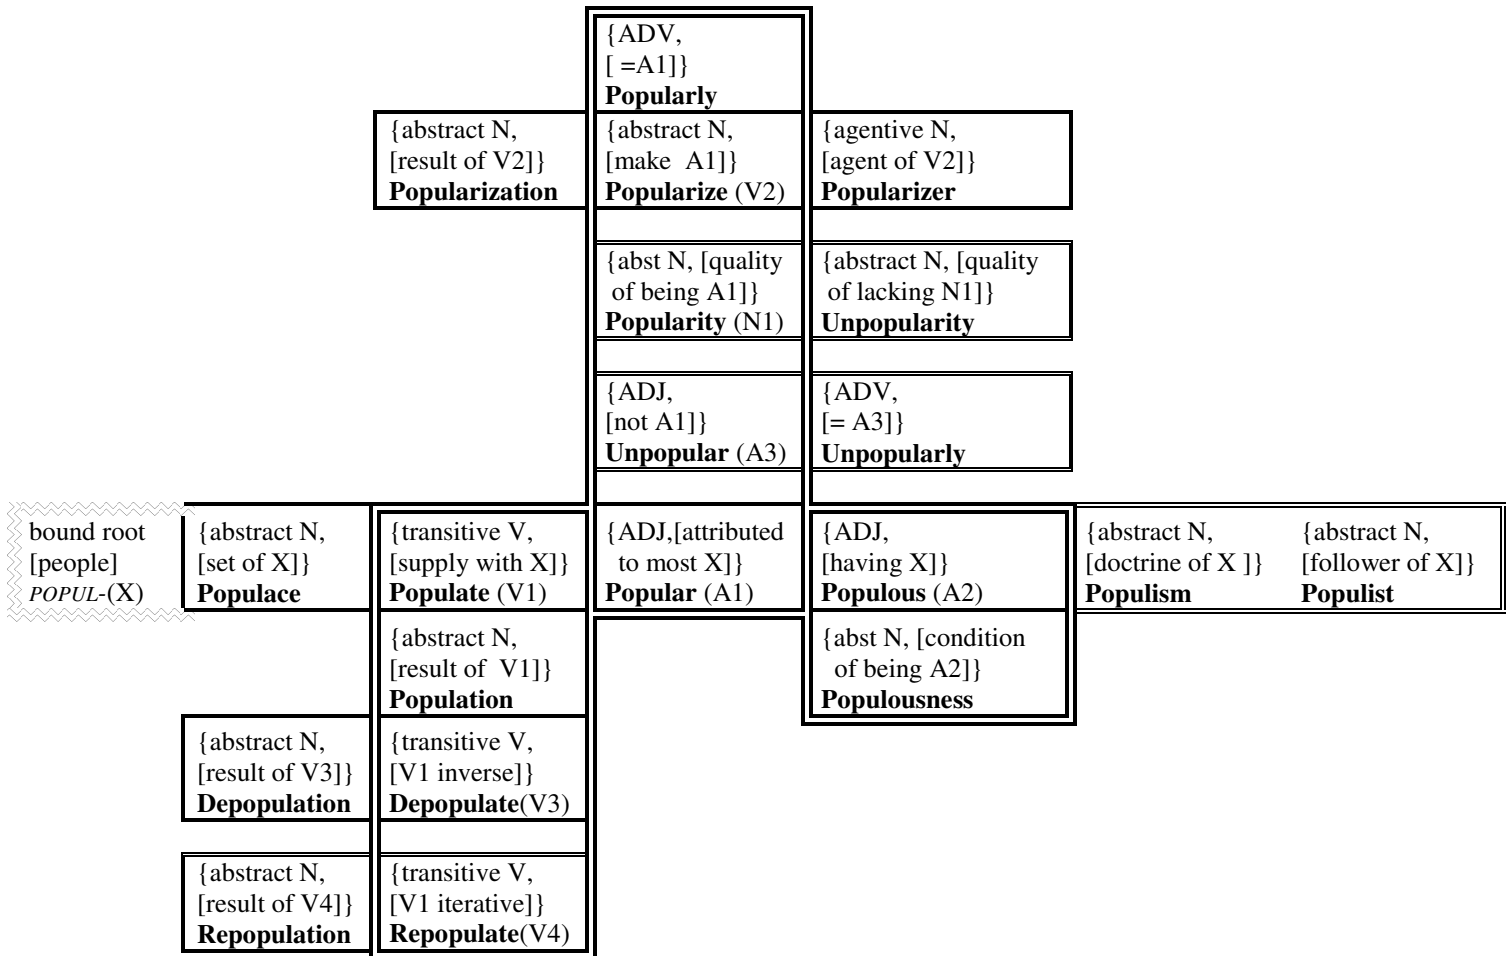 {ADV,
[ =A1]}
Popularly
{abstract N,
[result of V2]}
Popularization
{abstract N,
[make A1]}
Popularize (V2)
{agentive N,
[agent of V2]}
Popularizer
{abst N, [quality
of being A1]}
Popularity (N1)
{abstract N, [quality
of lacking N1]}
Unpopularity
{ADJ,
[not A1]}
Unpopular (A3)
{ADV,
[= A3]}
Unpopularly
bound root
[people]
POPUL-(X)
{abstract N,
[set of X]}
Populace
{transitive V,
[supply with X]}
Populate (V1)
{ADJ,[attributed
to most X]}
Popular (A1)
{ADJ,
[having X]}
Populous (A2)
{abstract N,
[doctrine of X ]}
Populism
{abstract N,
[follower of X]}
Populist
{abstract N,
[result of V1]}
Population
{abst N, [condition
of being A2]}
Populousness
{abstract N,
[result of V3]}
Depopulation
{transitive V,
[V1 inverse]}
Depopulate(V3)
{abstract N,
[result of V4]}
Repopulation
{transitive V,
[V1 iterative]}
Repopulate(V4)